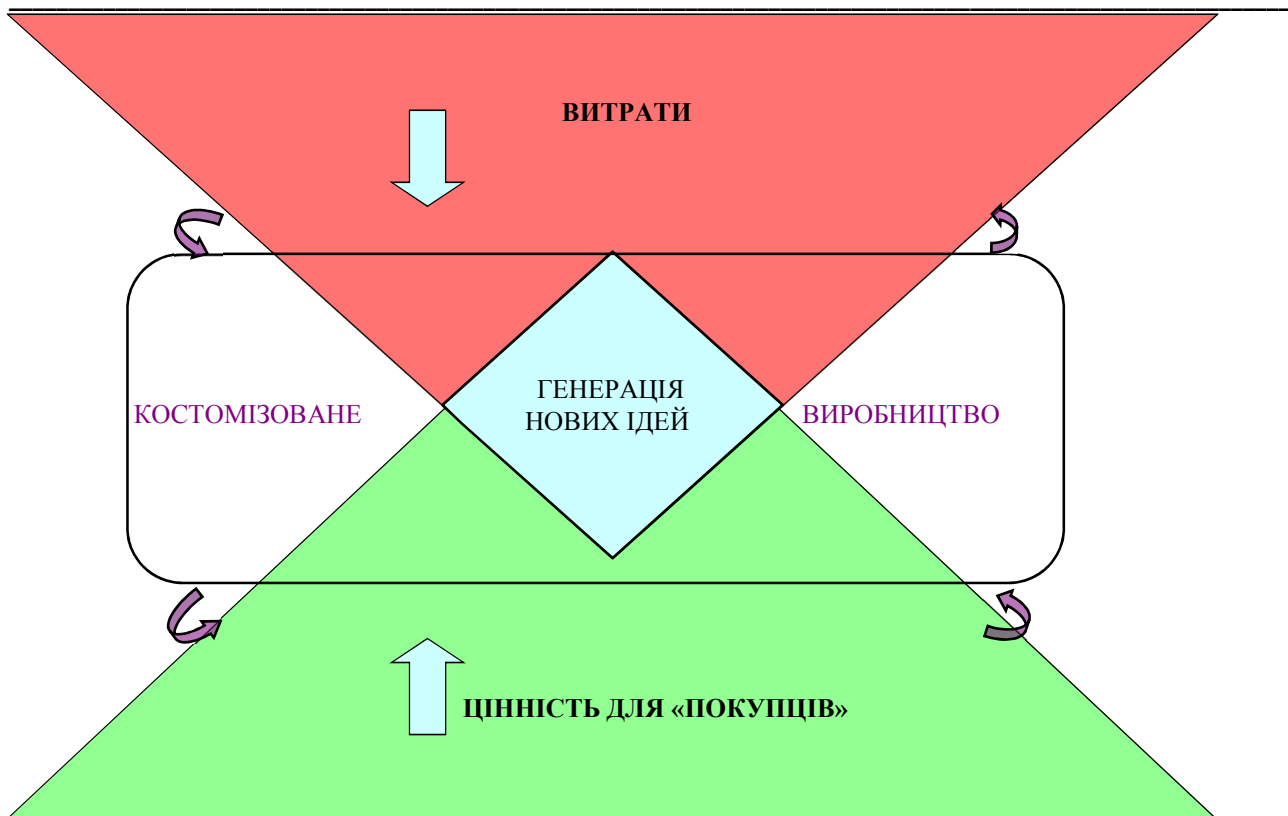 ВИТРАТИ
ГЕНЕРАЦІЯ
НОВИХ ІДЕЙ
КОСТОМІЗОВАНЕ
ВИРОБНИЦТВО
ЦІННІСТЬ ДЛЯ «ПОКУПЦІВ»